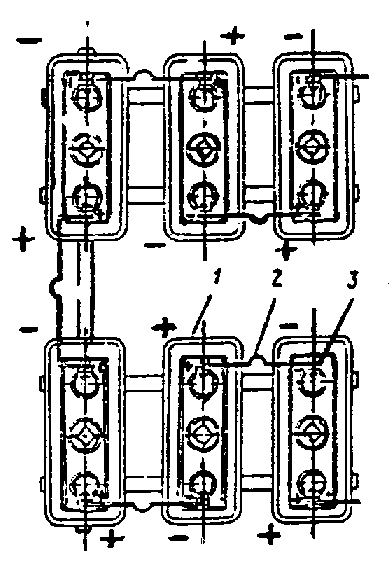 − + −
+ − +
1 2 3
− + −
+ − +